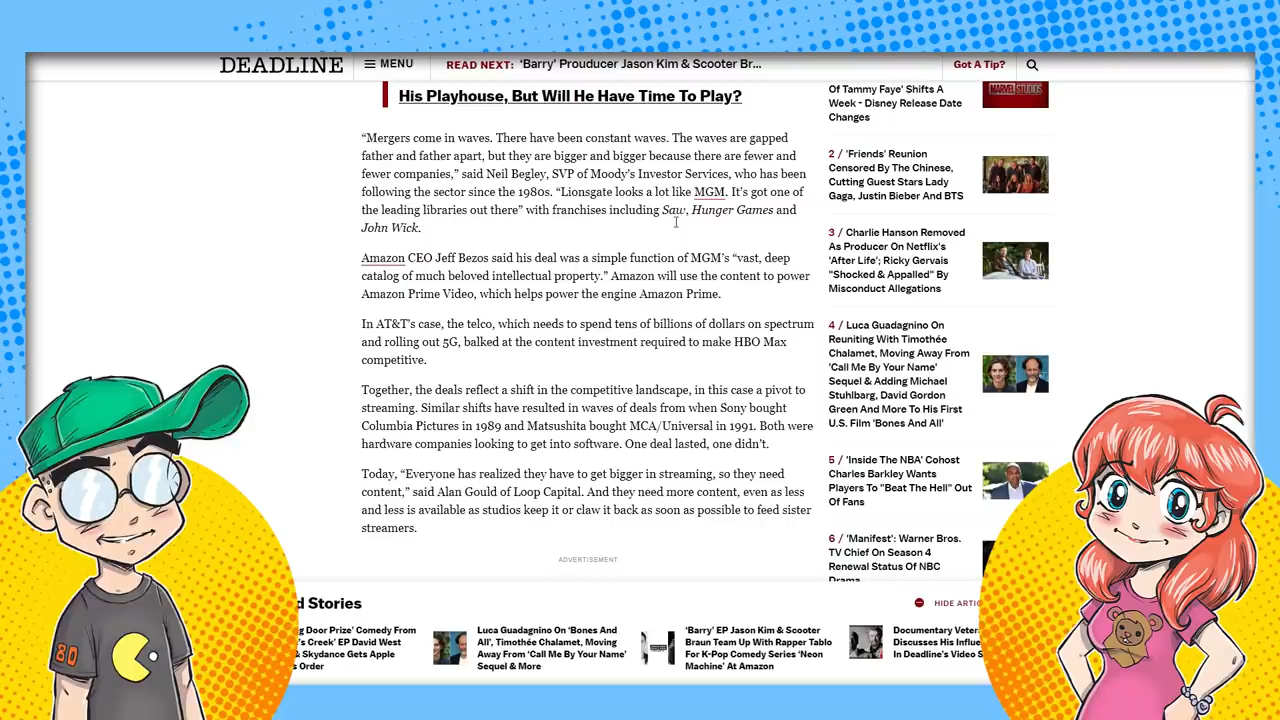 DEADLINE
MENU
READ NEXT: ‘Barry’ Prouducer Jason Kim & Scooter Br...
Got A Tip?
His Playhouse, But Will He Have Time To Play?
“Mergers come in waves. There have been constant waves. The waves are gapped
father and father apart, but they are bigger and bigger because there are fewer and
fewer companies,” said Neil Begley, SVP of Moody’s Investor Services, who has been
following the sector since the 1980s. “Lionsgate looks a lot like MGM. It’s got one of
the leading libraries out there” with franchises including Saw, Hunger Games and
John Wick.
Amazon CEO Jeff Bezos said his deal was a simple function of MGM’s “vast, deep
catalog of much beloved intellectual property.” Amazon will use the content to power
Amazon Prime Video, which helps power the engine Amazon Prime.
In AT&T’s case, the telco, which needs to spend tens of billions of dollars on spectrum
and rolling out 5G, balked at the content investment required to make HBO Max
competitive.
Together, the deals reflect a shift in the competitive landscape, in this case a pivot to
streaming. Similar shifts have resulted in waves of deals from when Sony bought
Columbia Pictures in 1989 and Matsushita bought MCA/Universal in 1991. Both were
hardware companies looking to get into software. One deal lasted, one didn’t.
Today, “Everyone has realized they have to get bigger in streaming, so they need
content,” said Alan Gould of Loop Capital. And they need more content, even as less
and less is available as studios keep it or claw it back as soon as possible to feed sister
streamers.
ADVERTISEMENT
Of Tammy Faye' Shifts A
Week - Disney Release Date
Changes
MARVEL STUDIOS
2 / 'Friends' Reunion
Censored By The Chinese,
Cutting Guest Stars Lady
Gaga, Justin Bieber And BTS
3 / Charlie Hanson Removed
As Producer On Netflix's
'After Life'; Ricky Gervais
"Shocked & Appalled" By
Misconduct Allegations
4 / Luca Guadagnino On
Reuniting With Timothée
Chalamet, Moving Away From
'Call Me By Your Name'
Sequel & Adding Michael
Stuhlbarg, David Gordon
Green And More To His First
U.S. Film 'Bones And All'
5 / 'Inside The NBA' Cohost
Charles Barkley Wants
Players To "Beat The Hell" Out
Of Fans
6 / 'Manifest': Warner Bros.
TV Chief On Season 4
Renewal Status Of NBC
Drama
d Stories
HIDE ARTIC
g Door Prize’ Comedy From
’s Creek’ EP David West
& Skydance Gets Apple
s Order
Luca Guadagnino On ‘Bones And
All’, Timothée Chalamet, Moving
Away From ‘Call Me By Your Name’
Sequel & More
‘Barry’ EP Jason Kim & Scooter
Braun Team Up With Rapper Tablo
For K-Pop Comedy Series ‘Neon
Machine’ At Amazon
Documentary Veter
Discusses His Influe
In Deadline’s Video S
80